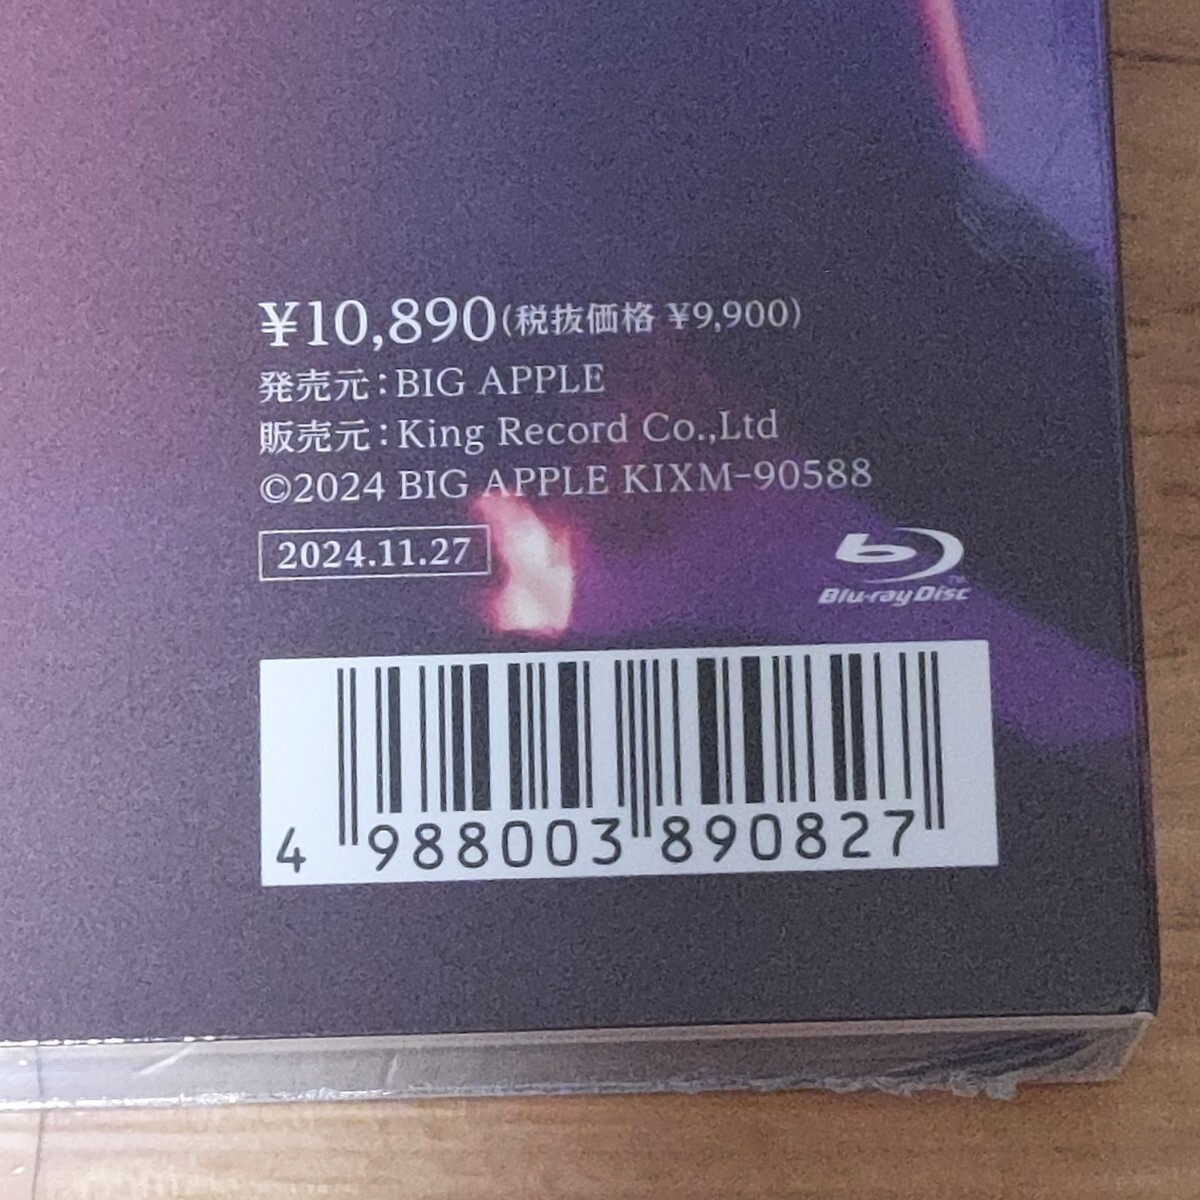 ¥10,890(税抜価格 ¥9,900)
発売元:BIG APPLE
販売元:King Record Co.,Ltd
©2024 BIG APPLE KIXM-90588
2024.11.27
Blu-ray Disc™
4 988003 890827